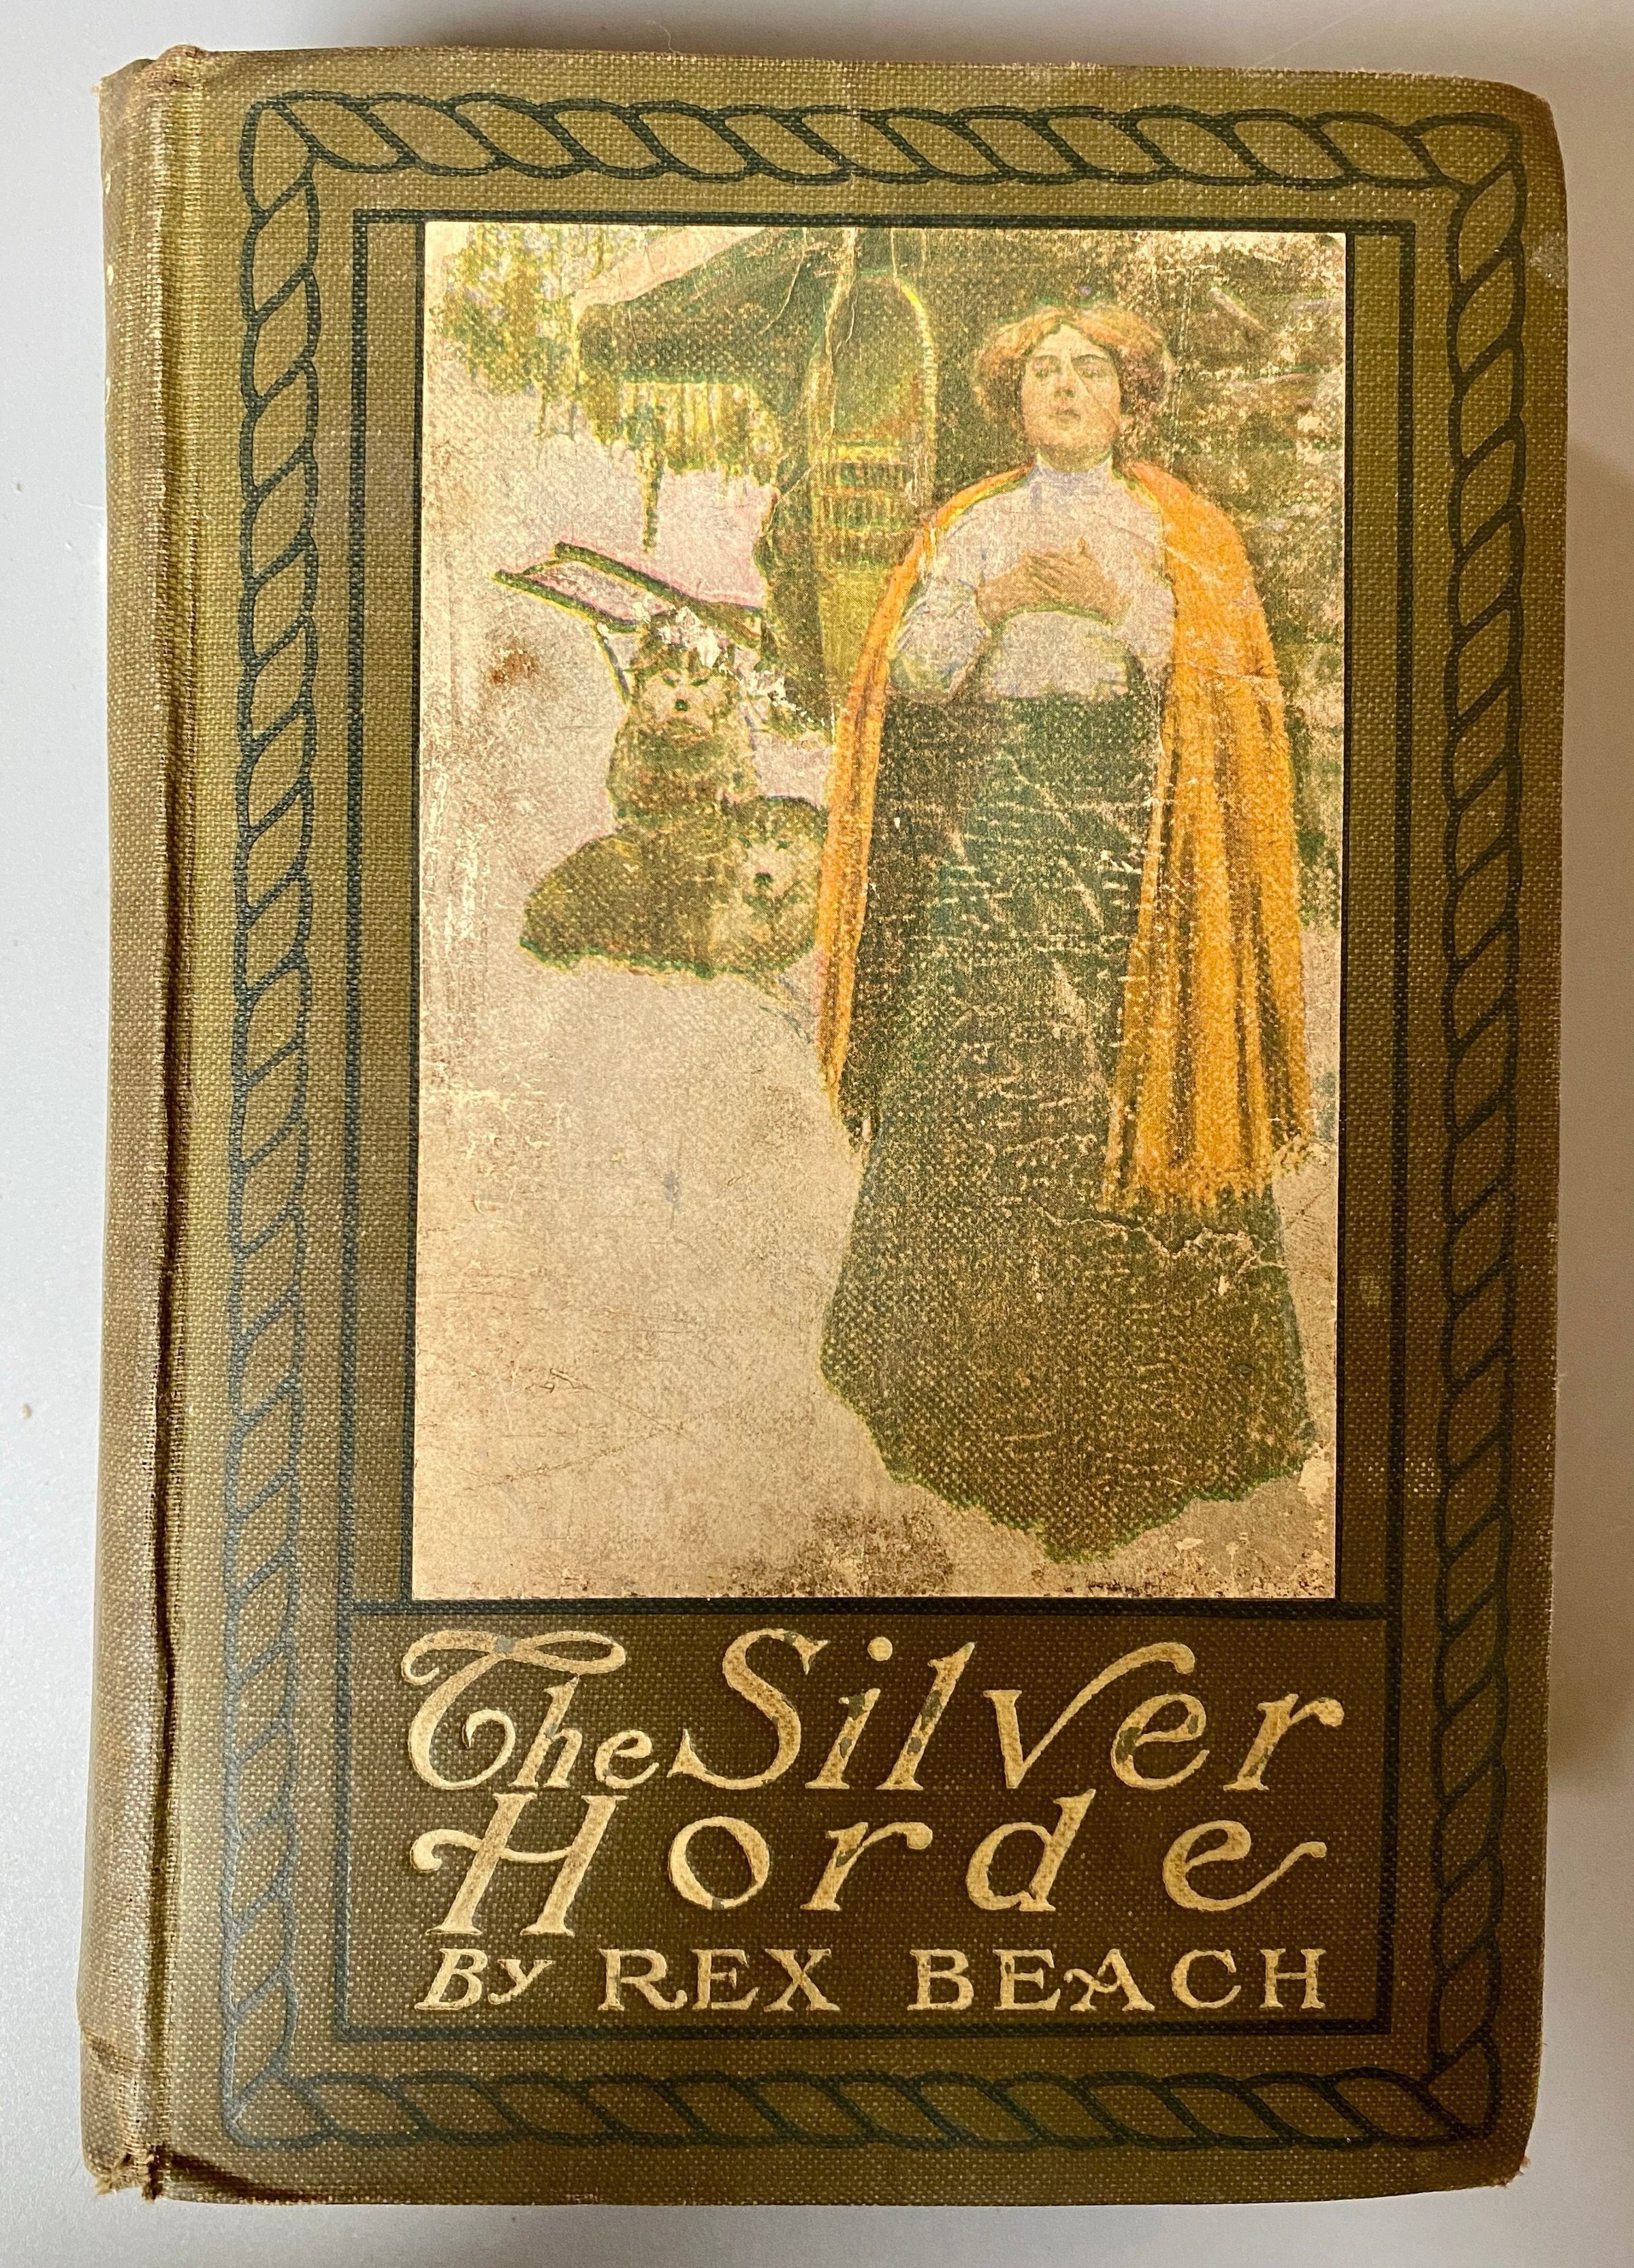 The Silver
Horde
By REX BEACH